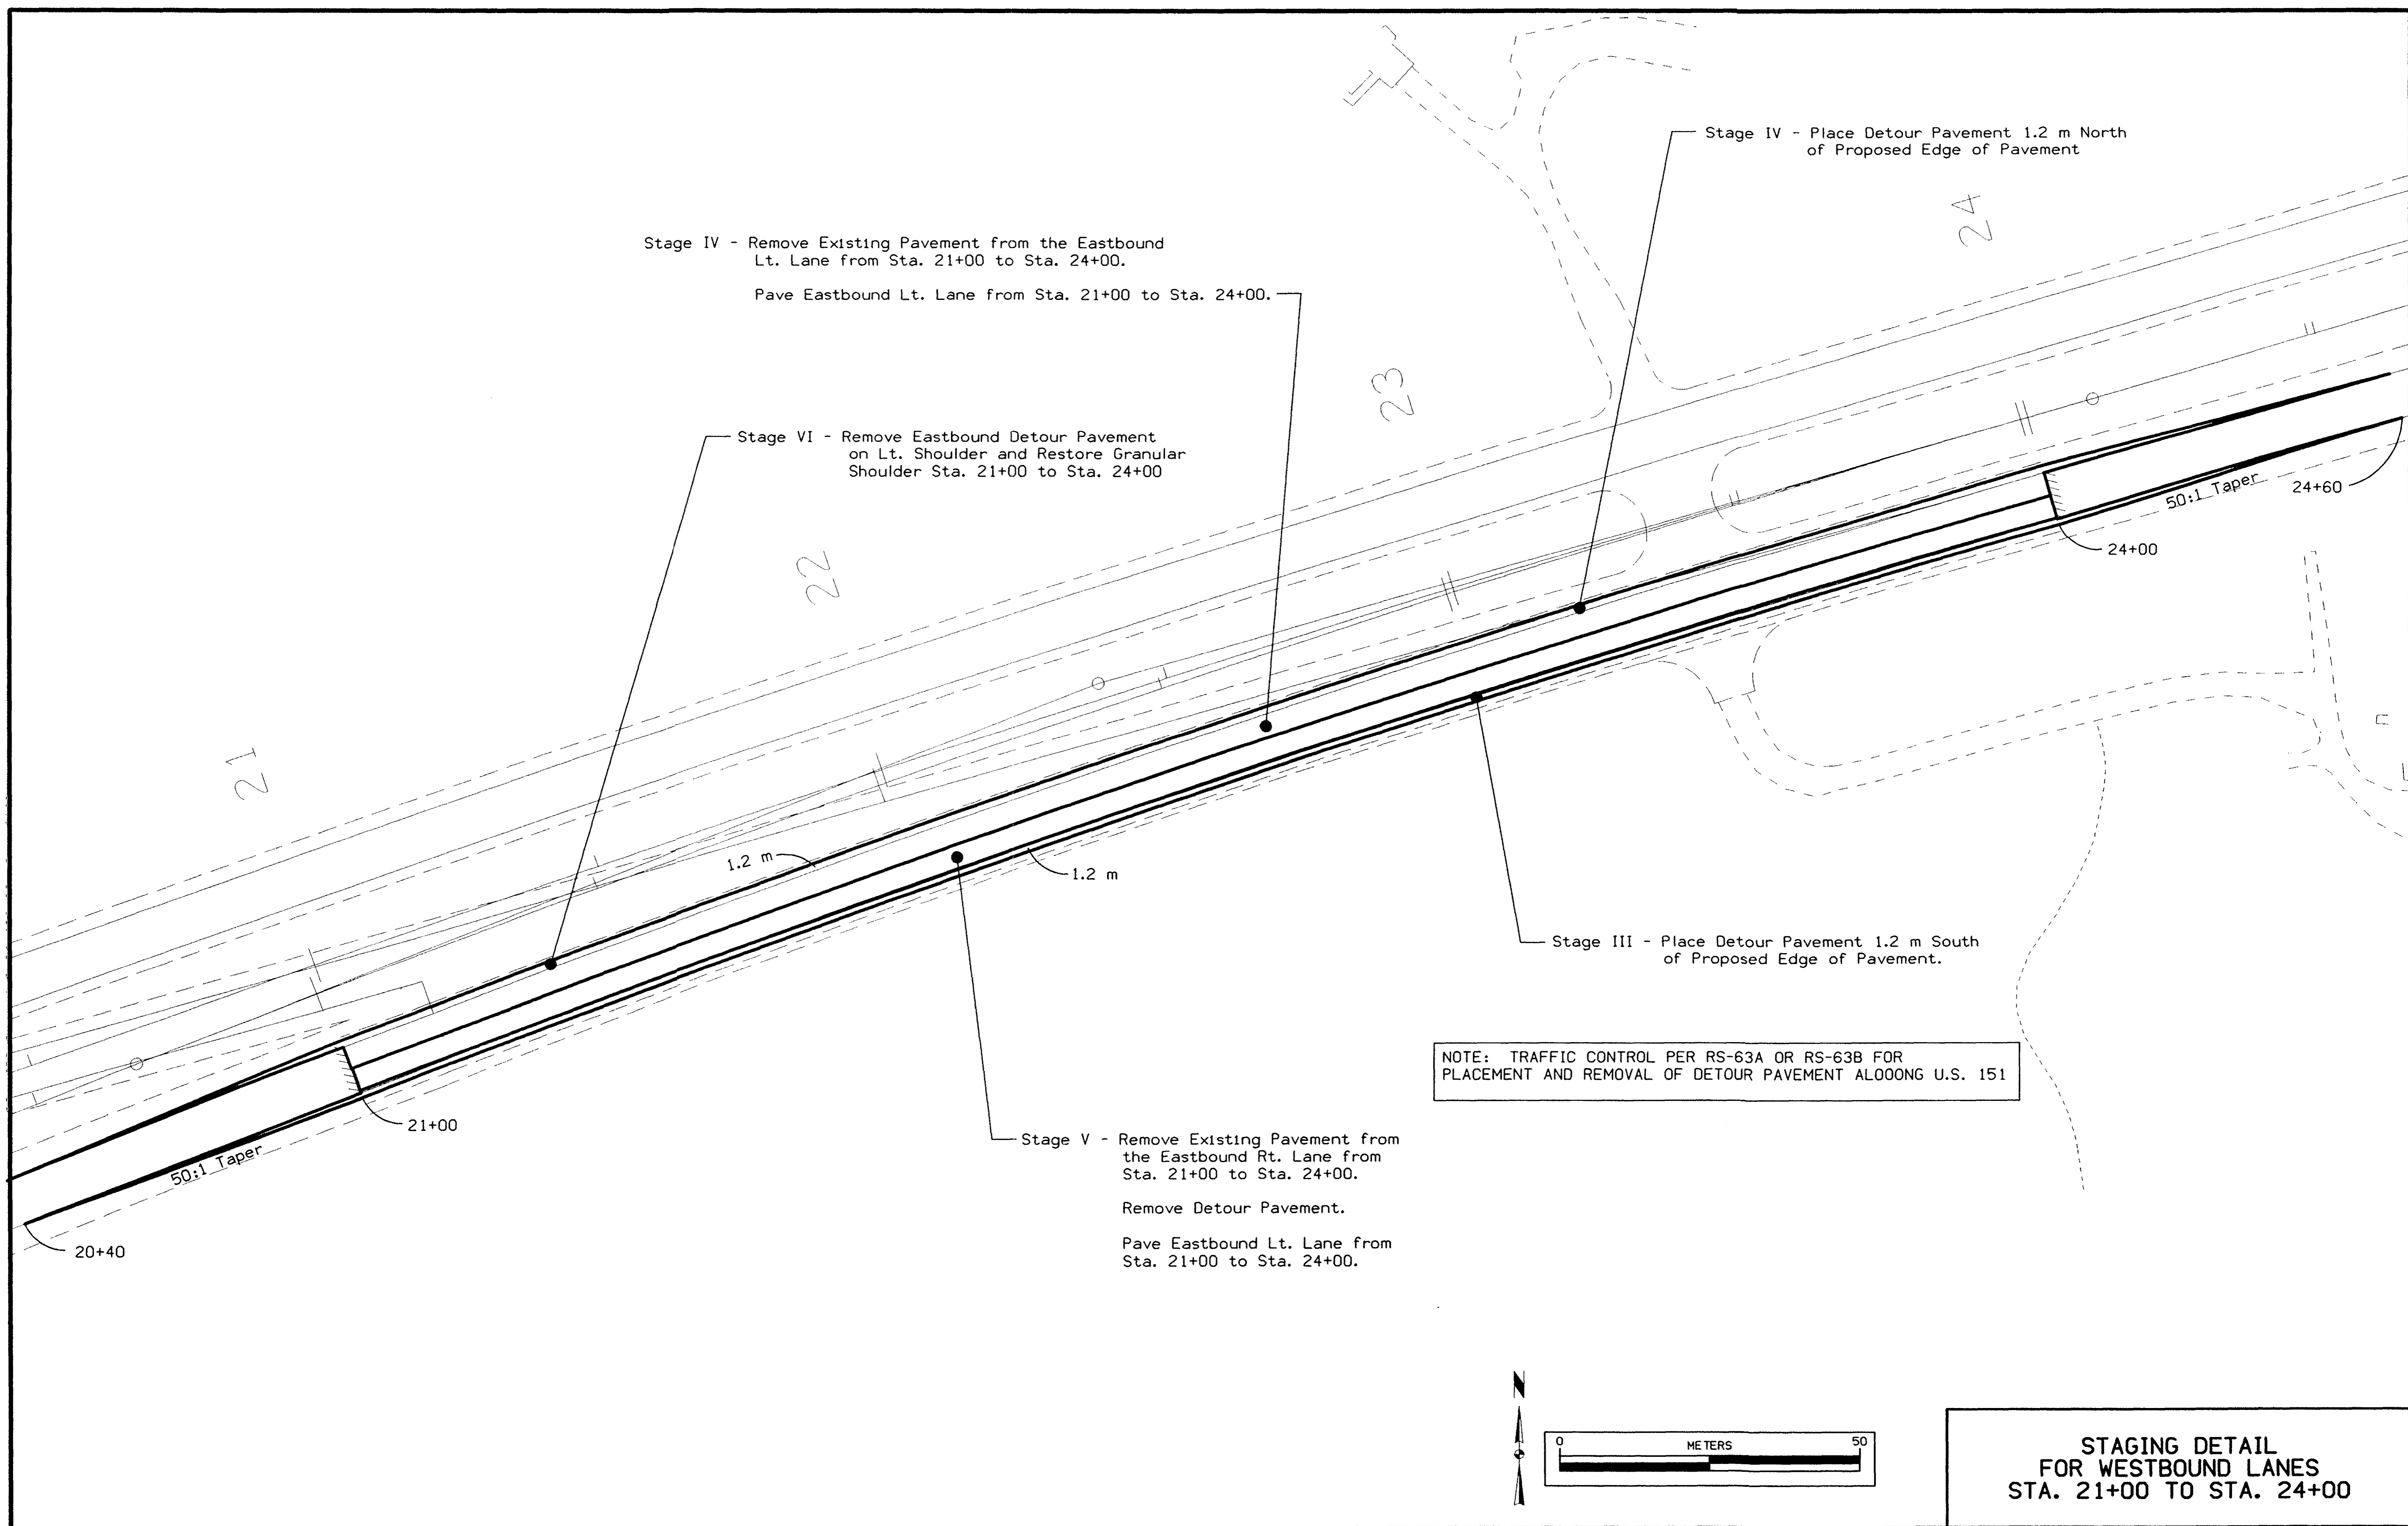 Stage IV - Place Detour Pavement 1.2 m North
of Proposed Edge of Pavement
24
Stage IV - Remove Existing Pavement from the Eastbound
Lt. Lane from Sta. 21+00 to Sta. 24+00.
Pave Eastbound Lt. Lane from Sta. 21+00 to Sta. 24+00.
23
Stage VI - Remove Eastbound Detour Pavement
on Lt. Shoulder and Restore Granular
Shoulder Sta. 21+00 to Sta. 24+00
50:1 Taper
24+60
24+00
22
21
1.2 m
1.2 m
Stage III - Place Detour Pavement 1.2 m South
of Proposed Edge of Pavement.
NOTE: TRAFFIC CONTROL PER RS-63A OR RS-63B FOR
PLACEMENT AND REMOVAL OF DETOUR PAVEMENT ALOOONG U.S. 151
21+00
50:1 Taper
20+40
Stage V - Remove Existing Pavement from
the Eastbound Rt. Lane from
Sta. 21+00 to Sta. 24+00.
Remove Detour Pavement.
Pave Eastbound Lt. Lane from
Sta. 21+00 to Sta. 24+00.
N
0 METERS 50
STAGING DETAIL
FOR WESTBOUND LANES
STA. 21+00 TO STA. 24+00